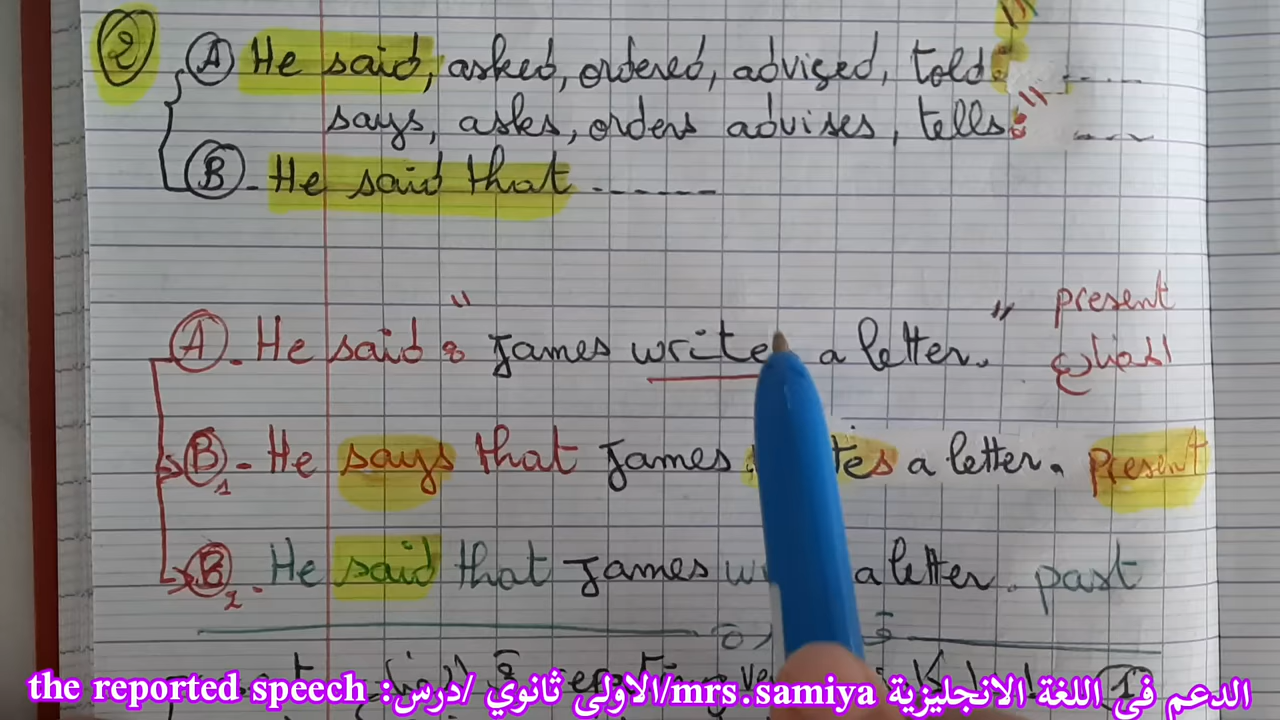 2 A He said, asked, ordered, advised, told: "----
says, asks, orders advises, tells: " ----
B - He said that -------
A - He said : " James write a letter. " present
المضارع
B1 - He says that James tes a letter. present
B2 - He said that James a letter. past
الدعم في اللغة الانجليزية mrs.samiya/الاولى ثانوي /درس: the reported speech